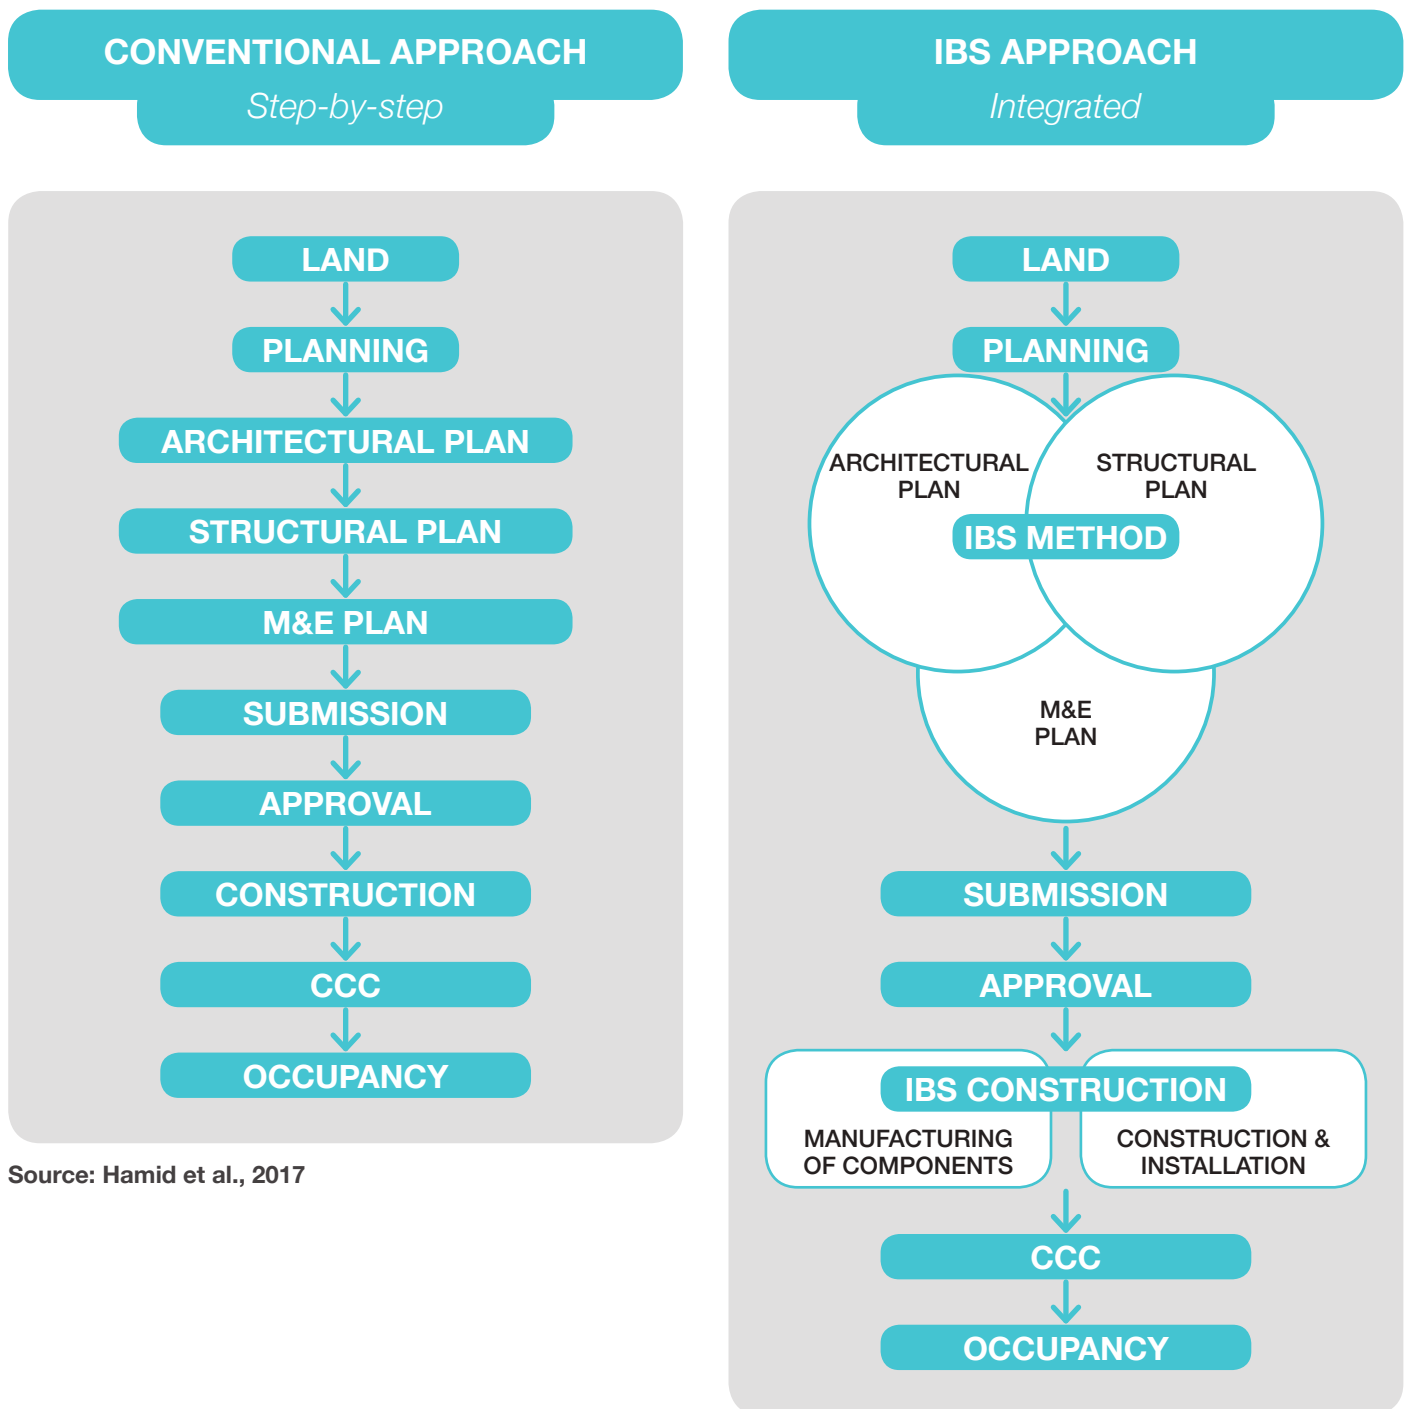 CONVENTIONAL APPROACH
Step-by-step
LAND
PLANNING
ARCHITECTURAL PLAN
STRUCTURAL PLAN
M&E PLAN
SUBMISSION
APPROVAL
CONSTRUCTION
CCC
OCCUPANCY
Source: Hamid et al., 2017
IBS APPROACH
Integrated
LAND
PLANNING
ARCHITECTURAL
PLAN
STRUCTURAL
PLAN
IBS METHOD
M&E
PLAN
SUBMISSION
APPROVAL
IBS CONSTRUCTION
MANUFACTURING
OF COMPONENTS
CONSTRUCTION &
INSTALLATION
CCC
OCCUPANCY